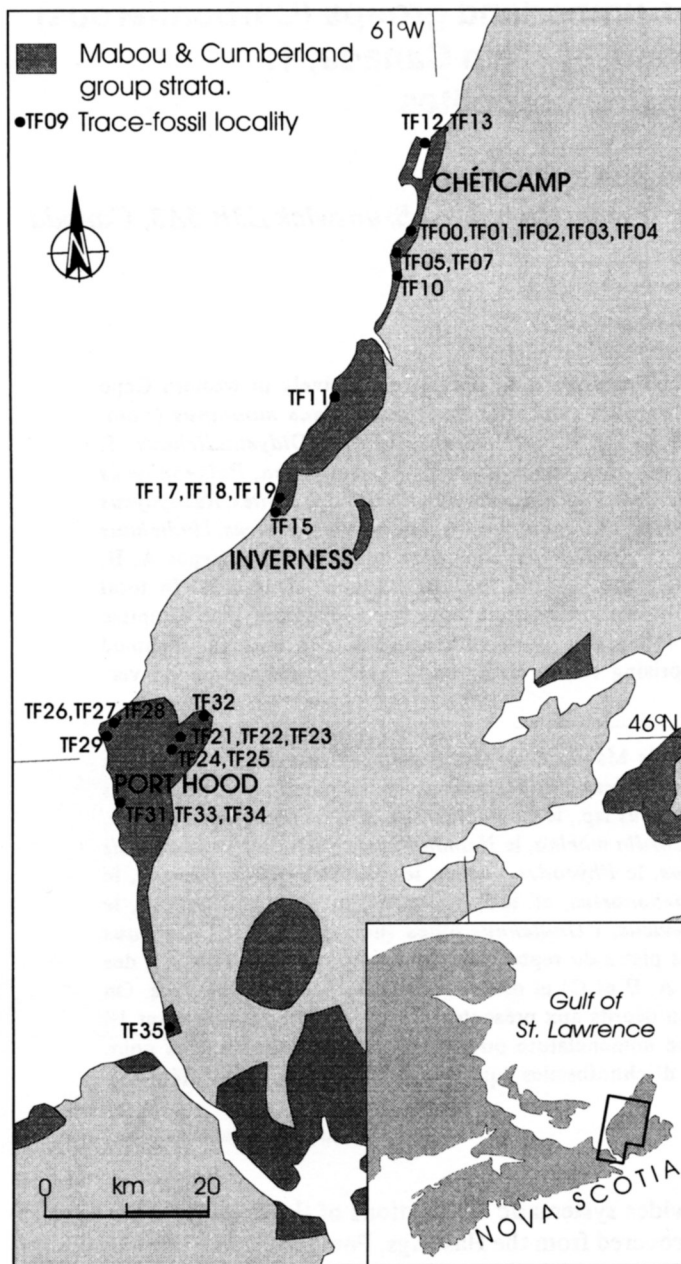 61°W
Mabou & Cumberland
group strata.
TF09 Trace-fossil locality
TF12,TF13
CHÉTICAMP
TF00,TF01,TF02,TF03,TF04
TF05,TF07
TF10
TF11
TF17,TF18,TF19
TF15
INVERNESS
TF32
TF26,TF27,TF28
TF29
TF21,TF22,TF23
46°N
TF24,TF25
PORT HOOD
TF31,TF33,TF34
Gulf of
St. Lawrence
TF35
NOVA SCOTIA
0 km 20
N